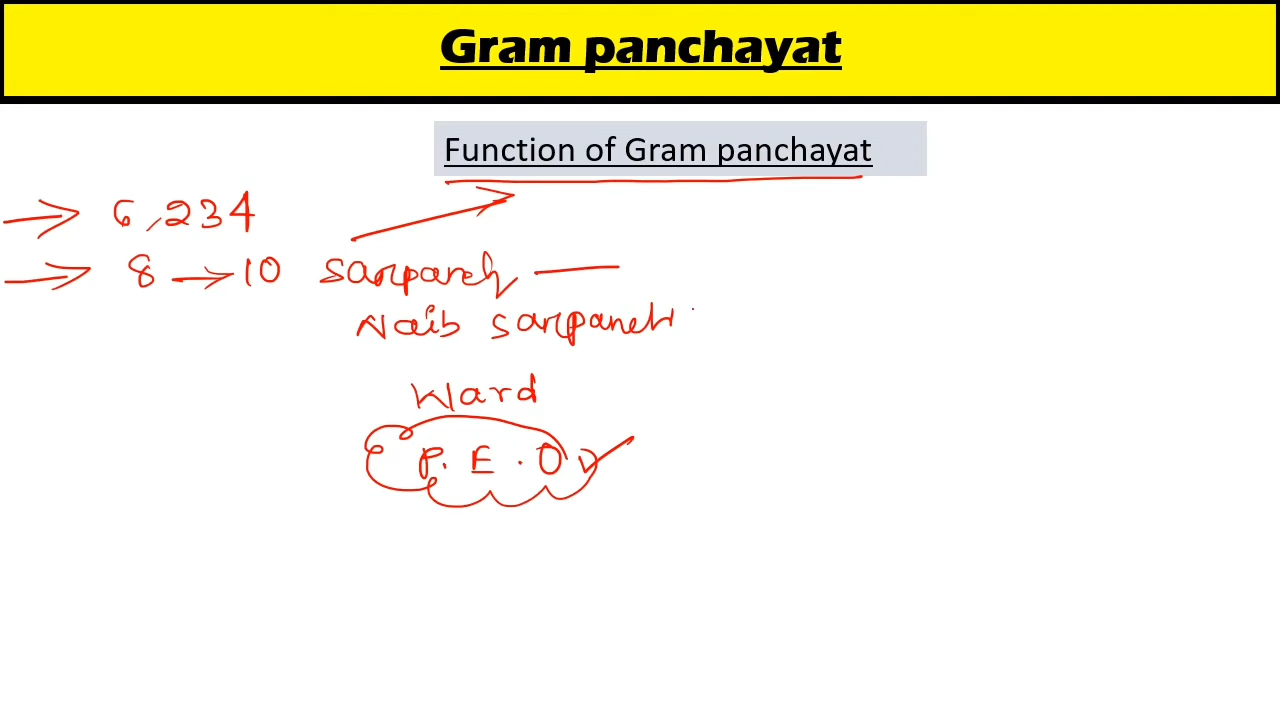 Gram panchayat
Function of Gram panchayat
→ 6,234
→ 8 → 10 sarpanch —
Naib sarpanch
Ward
P.E.O ✓